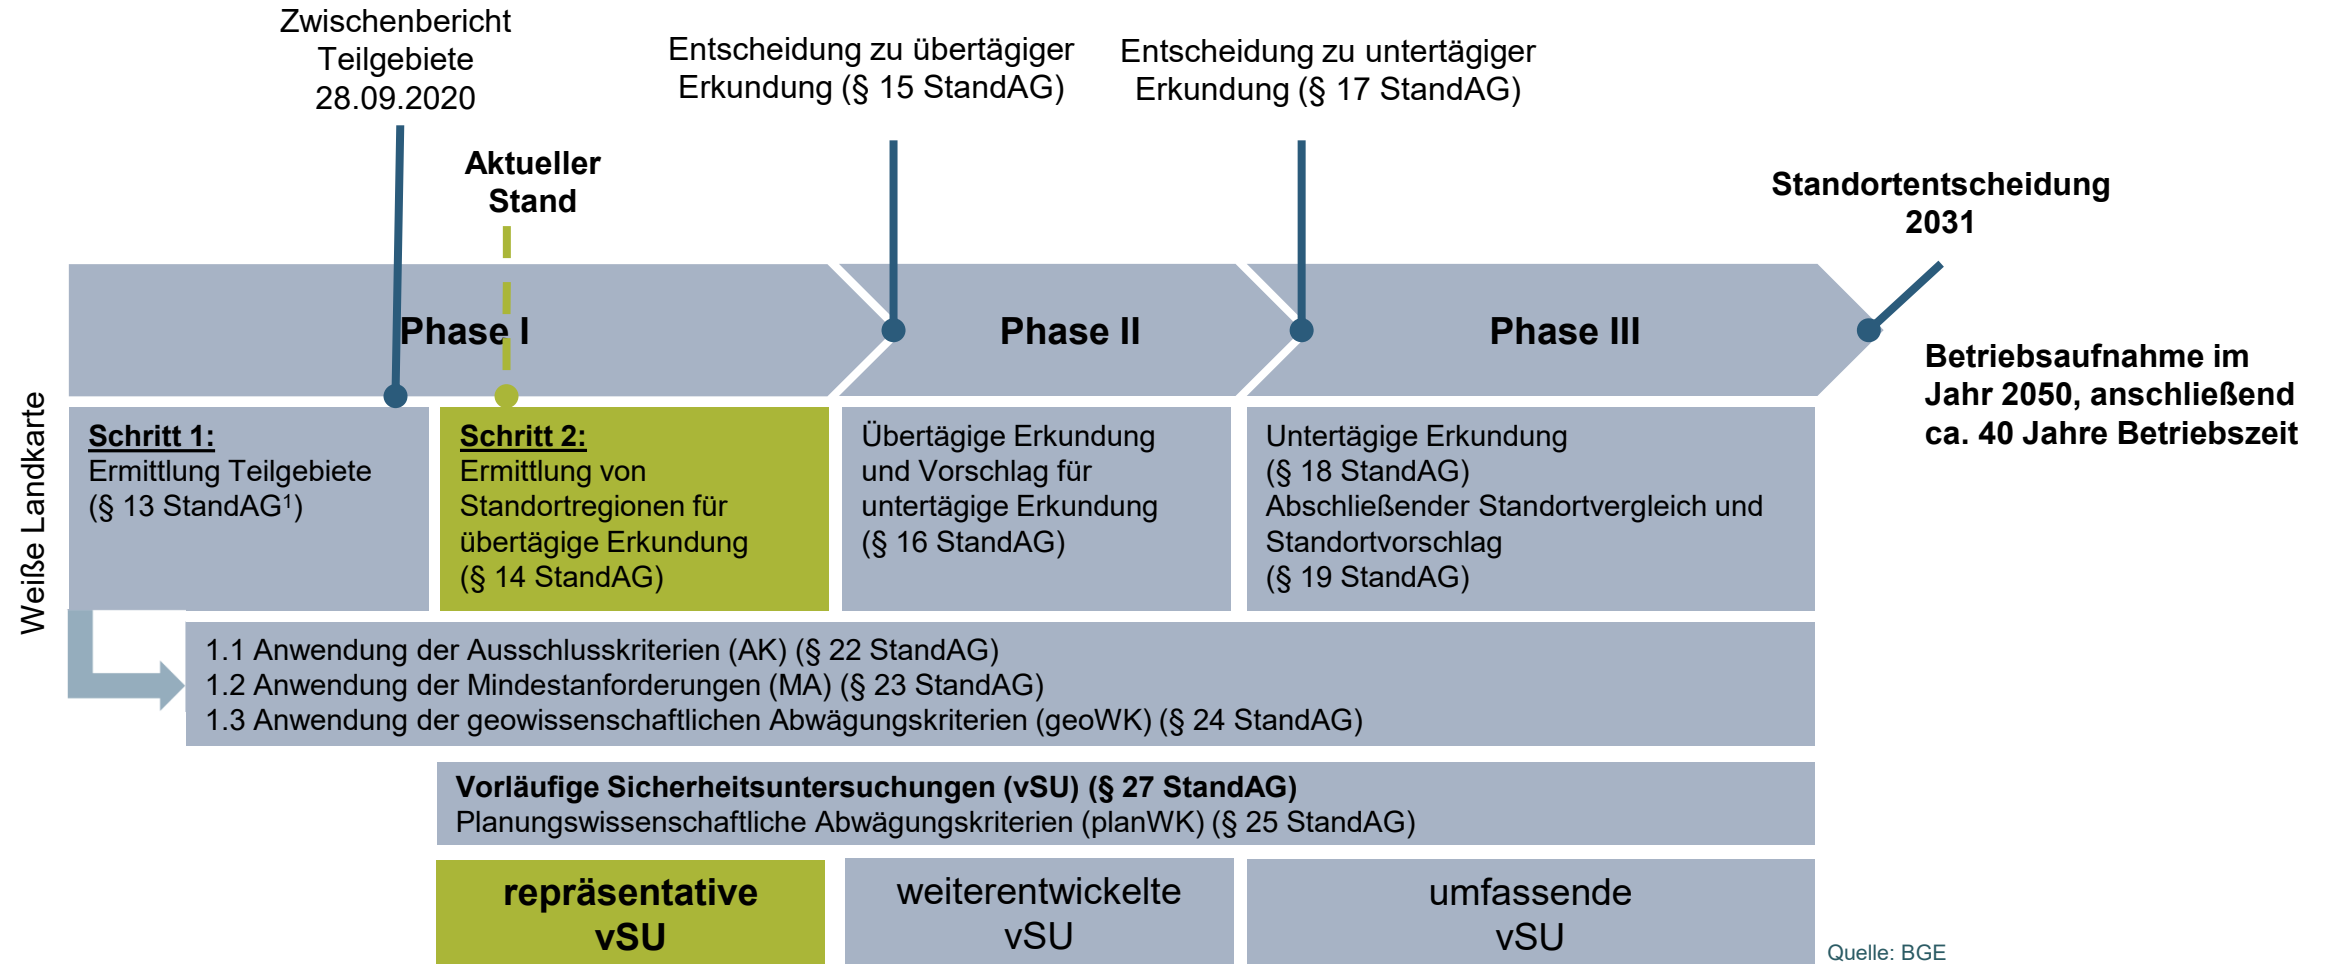 Zwischenbericht
Teilgebiete
28.09.2020
Entscheidung zu übertägiger
Erkundung (§ 15 StandAG)
Entscheidung zu untertägiger
Erkundung (§ 17 StandAG)
Aktueller
Stand
Standortentscheidung
2031
Phase I
Phase II
Phase III
Betriebsaufnahme im
Jahr 2050, anschließend
ca. 40 Jahre Betriebszeit
Weiße Landkarte
Schritt 1:
Ermittlung Teilgebiete
(§ 13 StandAG¹)
Schritt 2:
Ermittlung von
Standortregionen für
übertägige Erkundung
(§ 14 StandAG)
Übertägige Erkundung
und Vorschlag für
untertägige Erkundung
(§ 16 StandAG)
Untertägige Erkundung
(§ 18 StandAG)
Abschließender Standortvergleich und
Standortvorschlag
(§ 19 StandAG)
1.1 Anwendung der Ausschlusskriterien (AK) (§ 22 StandAG)
1.2 Anwendung der Mindestanforderungen (MA) (§ 23 StandAG)
1.3 Anwendung der geowissenschaftlichen Abwägungskriterien (geoWK) (§ 24 StandAG)
Vorläufige Sicherheitsuntersuchungen (vSU) (§ 27 StandAG)
Planungswissenschaftliche Abwägungskriterien (planWK) (§ 25 StandAG)
repräsentative
vSU
weiterentwickelte
vSU
umfassende
vSU
Quelle: BGE